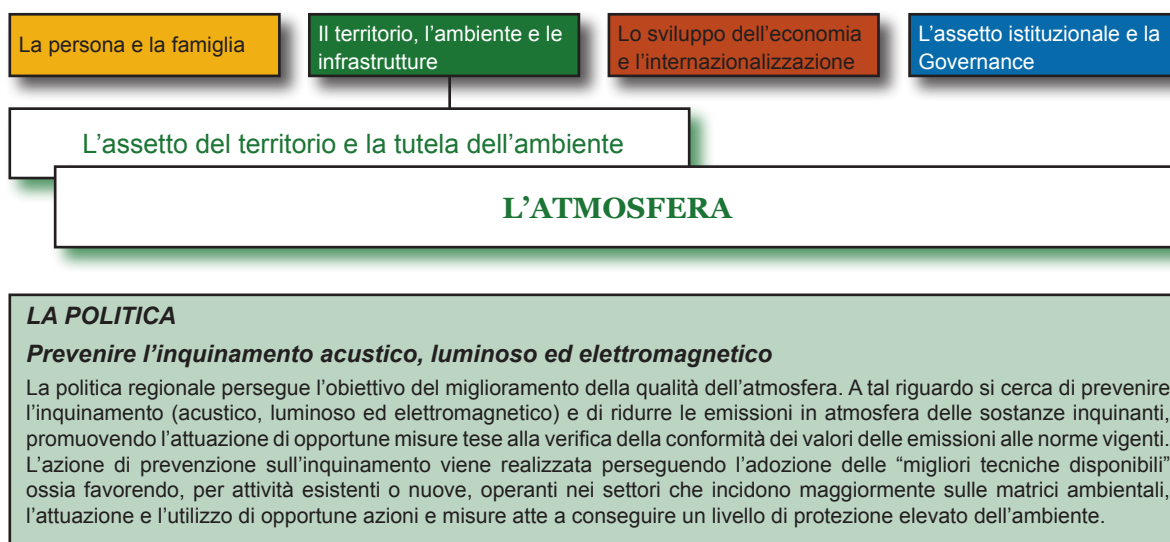 La persona e la famiglia
Il territorio, l’ambiente e le
infrastrutture
Lo sviluppo dell’economia
e l’internazionalizzazione
L’assetto istituzionale e la
Governance
L’assetto del territorio e la tutela dell’ambiente
L’ATMOSFERA
LA POLITICA
Prevenire l’inquinamento acustico, luminoso ed elettromagnetico
La politica regionale persegue l’obiettivo del miglioramento della qualità dell’atmosfera. A tal riguardo si cerca di prevenire
l’inquinamento (acustico, luminoso ed elettromagnetico) e di ridurre le emissioni in atmosfera delle sostanze inquinanti,
promuovendo l’attuazione di opportune misure tese alla verifica della conformità dei valori delle emissioni alle norme vigenti.
L’azione di prevenzione sull’inquinamento viene realizzata perseguendo l’adozione delle “migliori tecniche disponibili”
ossia favorendo, per attività esistenti o nuove, operanti nei settori che incidono maggiormente sulle matrici ambientali,
l’attuazione e l’utilizzo di opportune azioni e misure atte a conseguire un livello di protezione elevato dell’ambiente.